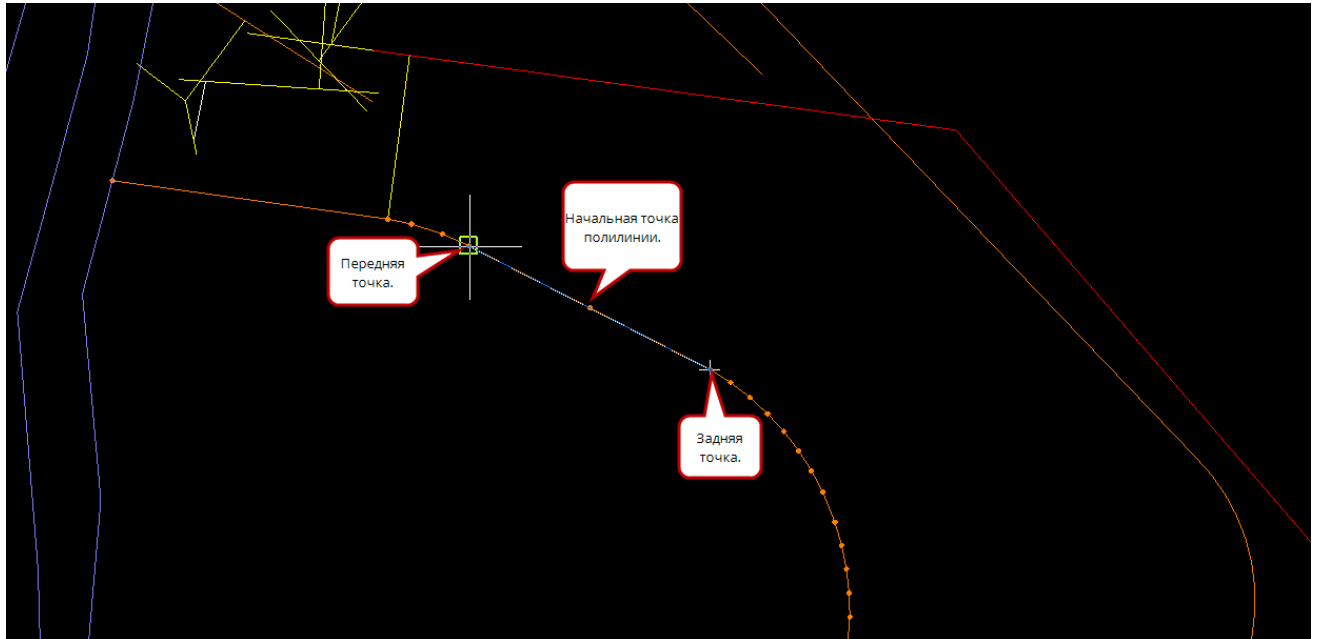 Начальная точка
полилинии.
Передняя
точка.
Задняя
точка.